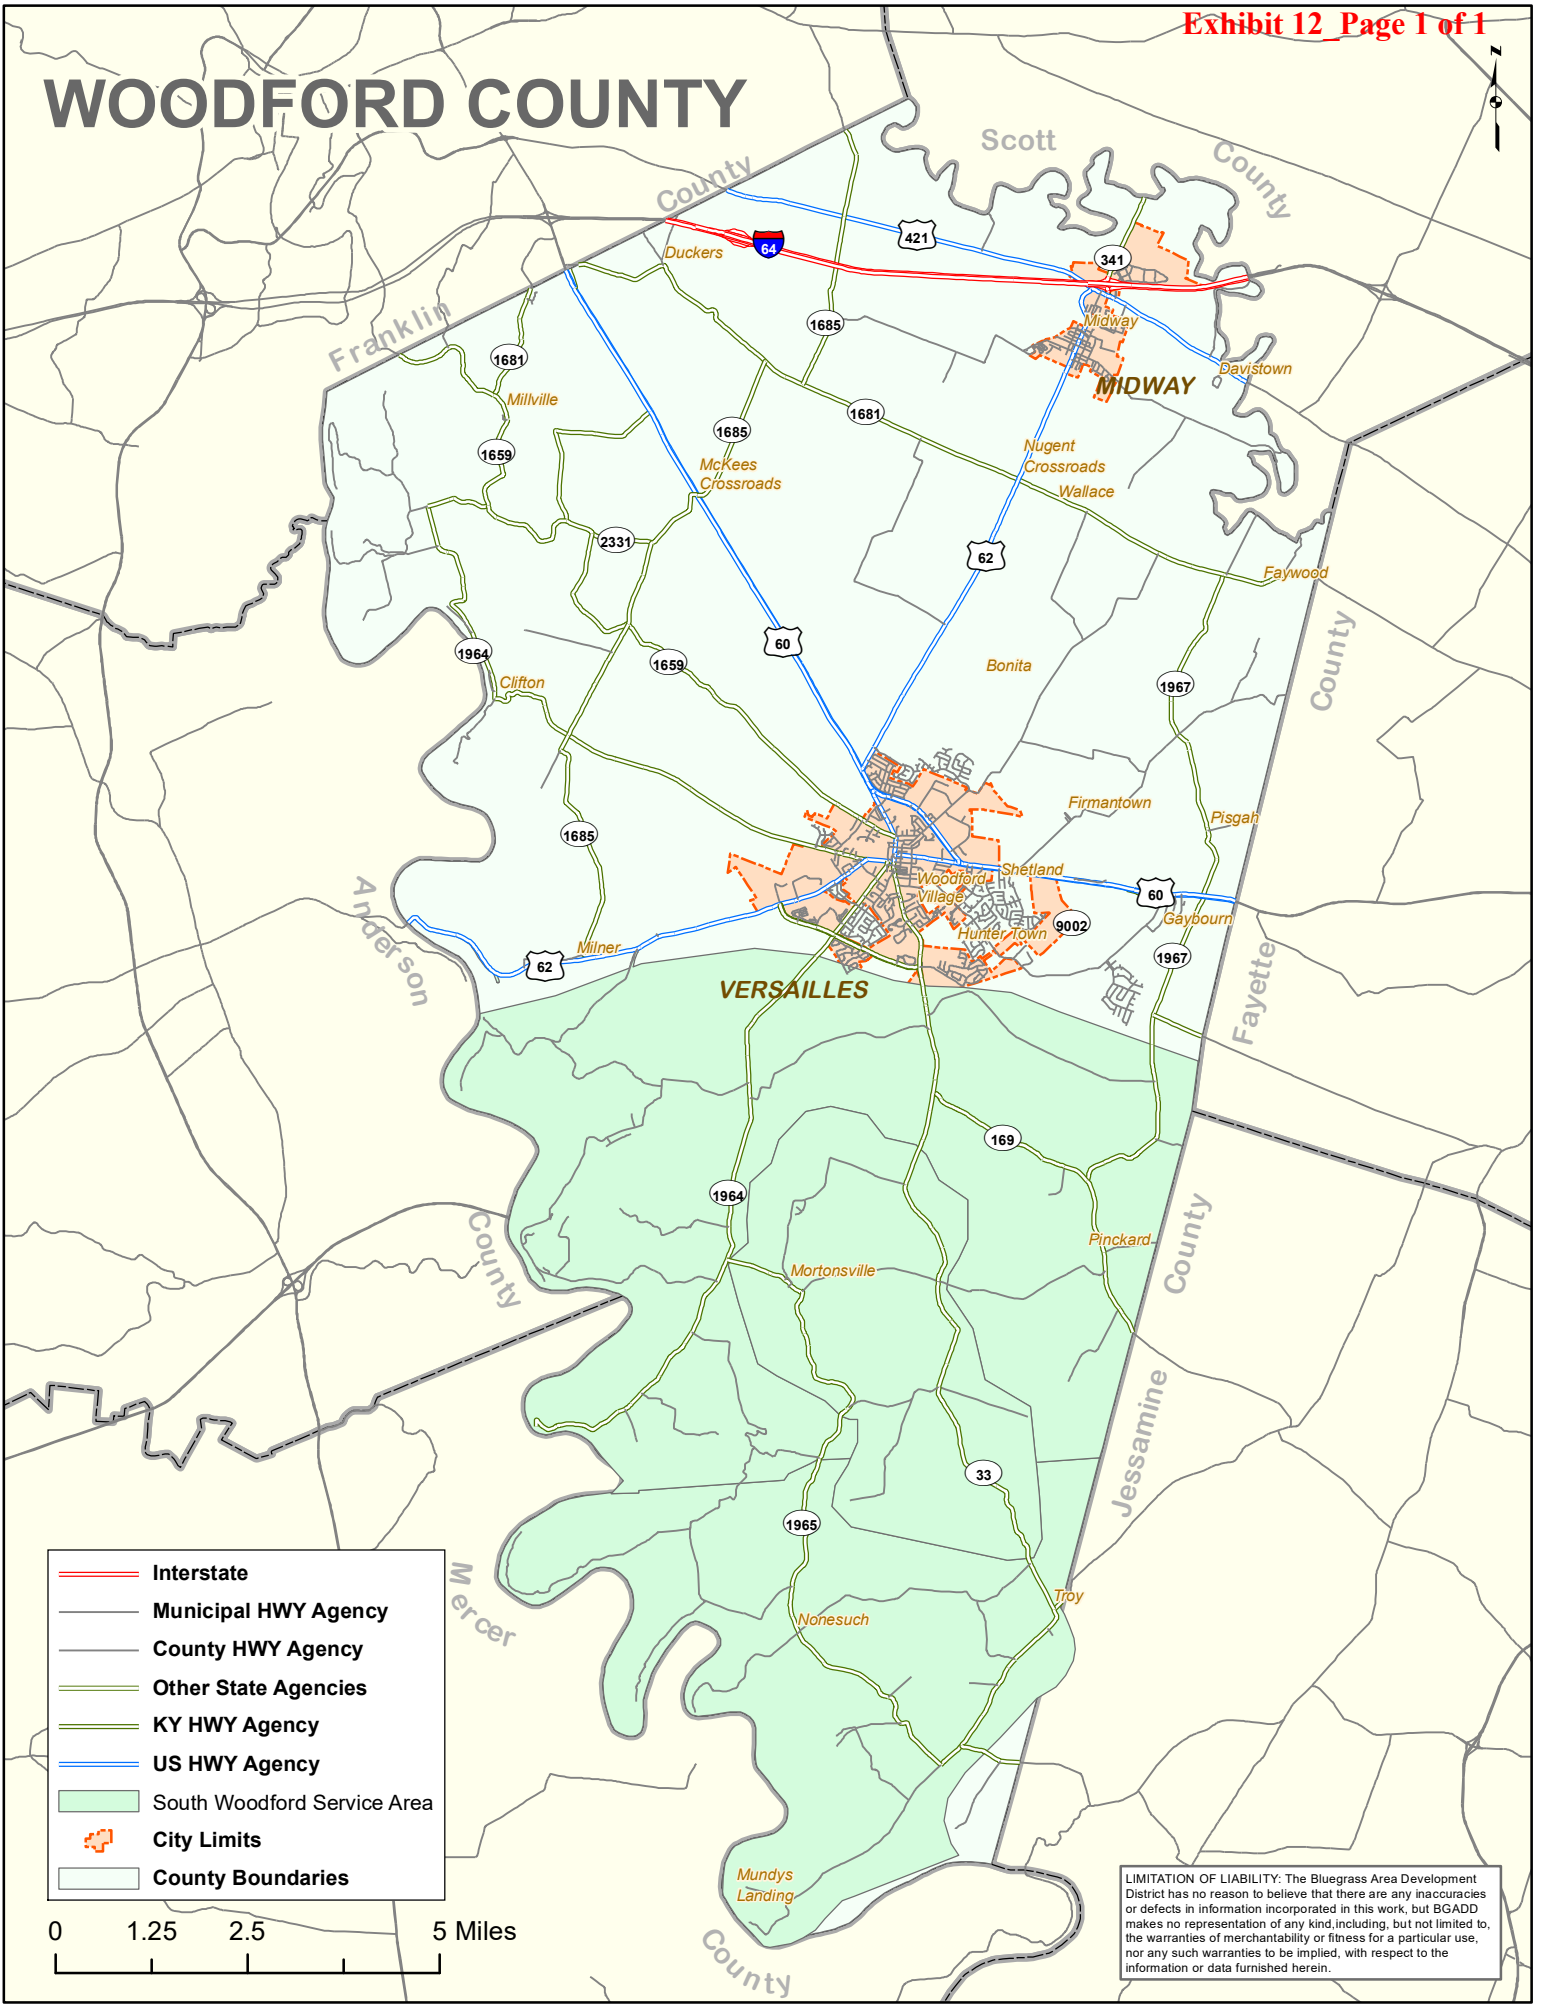 Exhibit 12_Page 1 of 1
WOODFORD COUNTY
N
Scott
County
County
Franklin
Duckers
64
421
341
Midway
MIDWAY
Davistown
1685
1681
Millville
1681
1685
1659
McKees
Crossroads
Nugent
Crossroads
Wallace
2331
62
Faywood
60
1964
1659
Clifton
Bonita
1967
County
1685
Firmantown
Pisgah
Shetland
Woodford
Village
60
Gaybourn
Hunter Town
9002
Anderson
Milner
62
1967
VERSAILLES
Fayette
169
1964
County
Pinckard
County
Mortonsville
Jessamine
33
1965
Troy
Nonesuch
Mercer
Interstate
Municipal HWY Agency
County HWY Agency
Other State Agencies
KY HWY Agency
US HWY Agency
South Woodford Service Area
City Limits
County Boundaries
Mundys
Landing
County
0 1.25 2.5 5 Miles
LIMITATION OF LIABILITY: The Bluegrass Area Development
District has no reason to believe that there are any inaccuracies
or defects in information incorporated in this work, but BGADD
makes no representation of any kind,including, but not limited to,
the warranties of merchantability or fitness for a particular use,
nor any such warranties to be implied, with respect to the
information or data furnished herein.